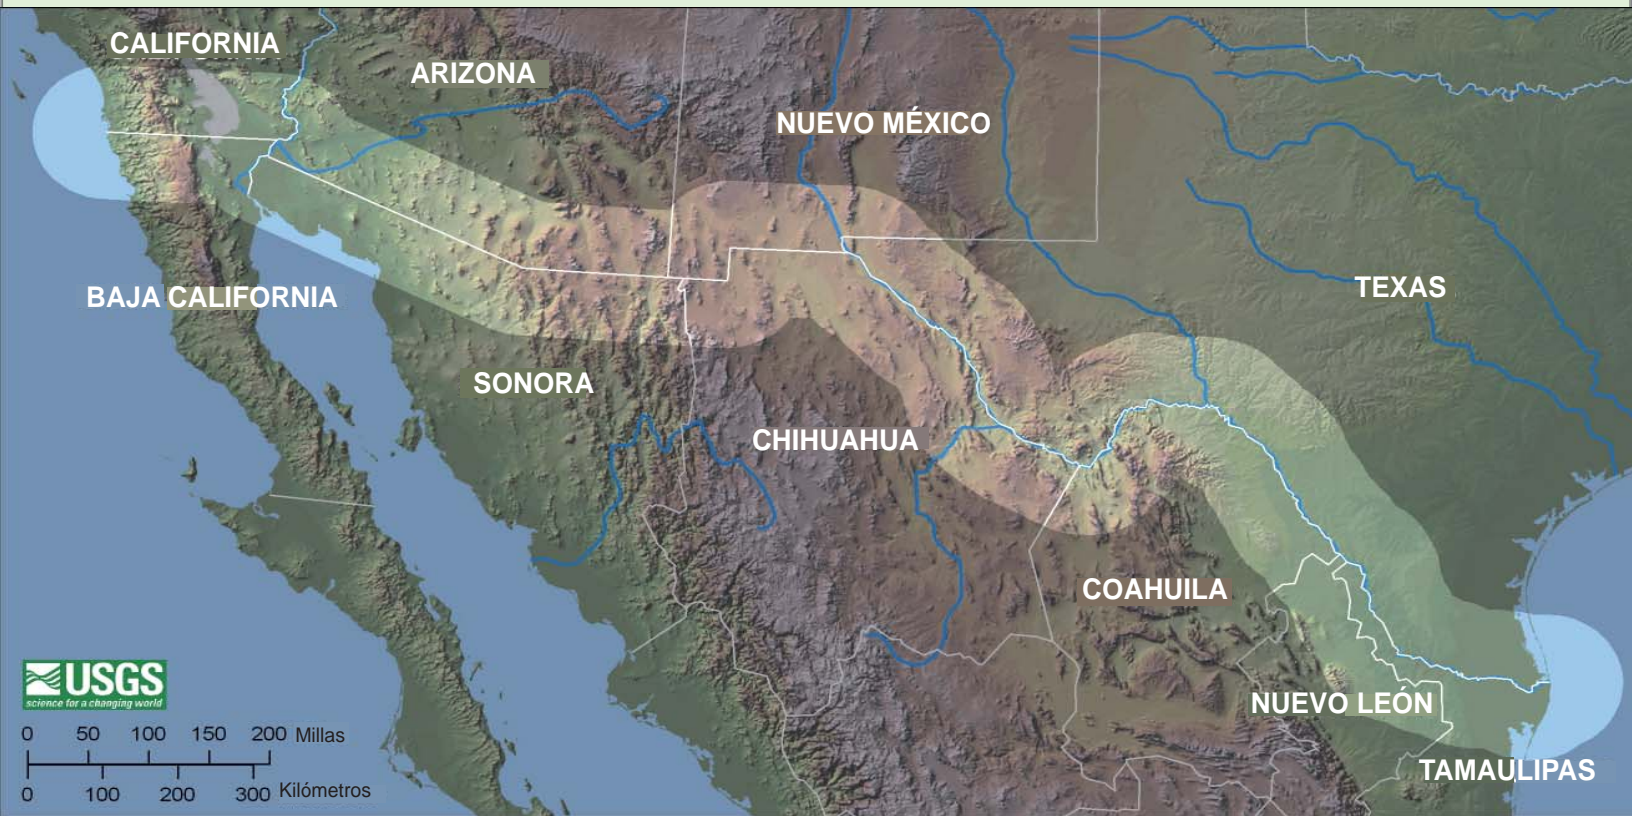 CALIFORNIA
ARIZONA
NUEVO MÉXICO
TEXAS
BAJA CALIFORNIA
SONORA
CHIHUAHUA
COAHUILA
NUEVO LEÓN
TAMAULIPAS
USGS
science for a changing world
0 50 100 150 200 Millas
0 100 200 300 Kilómetros